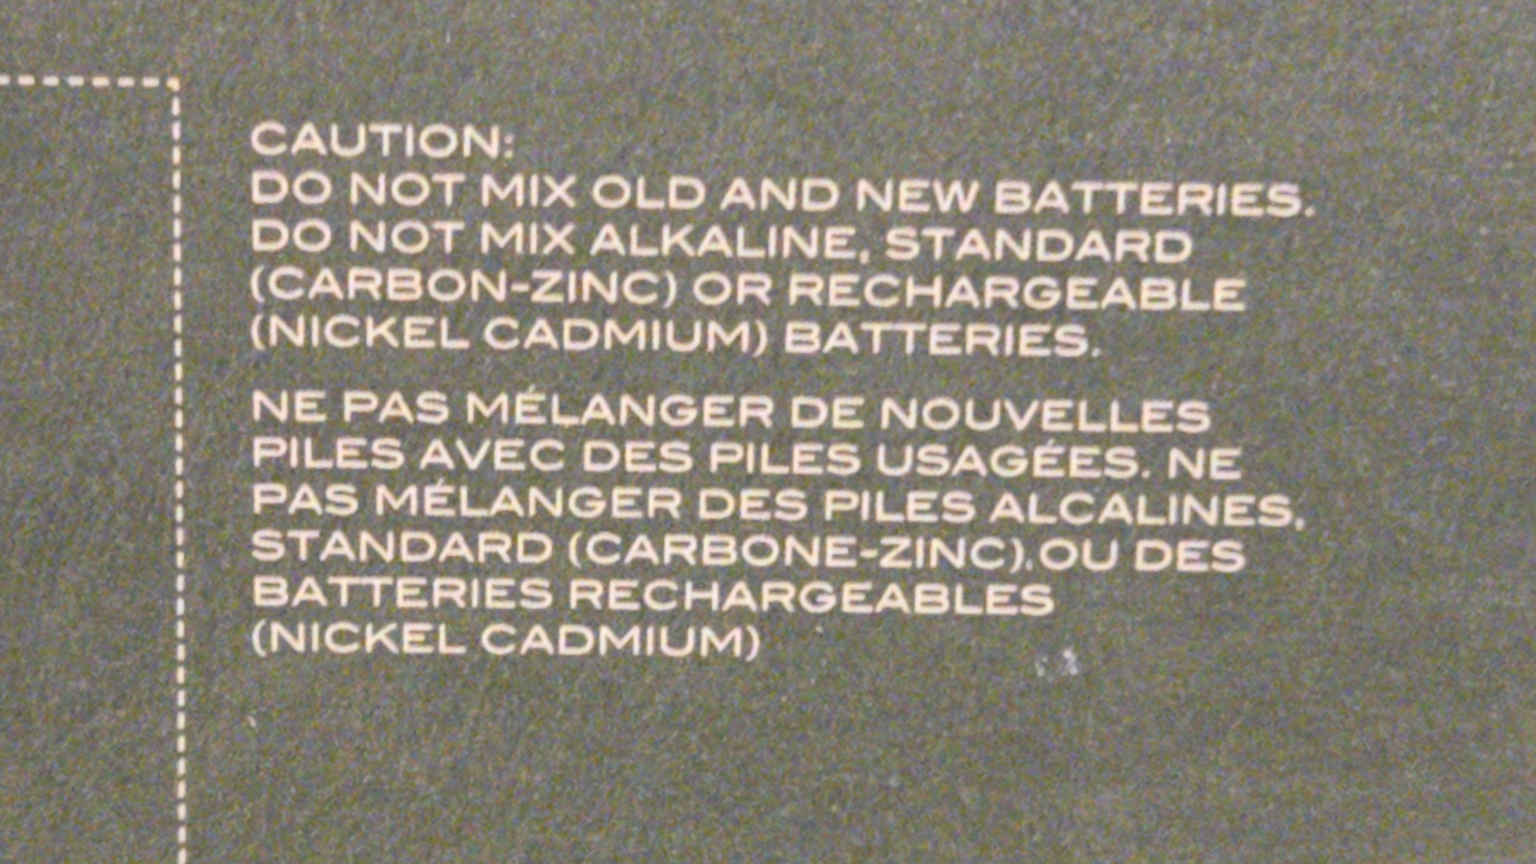 CAUTION:
DO NOT MIX OLD AND NEW BATTERIES.
DO NOT MIX ALKALINE, STANDARD
(CARBON-ZINC) OR RECHARGEABLE
(NICKEL CADMIUM) BATTERIES.
NE PAS MÉLANGER DE NOUVELLES
PILES AVEC DES PILES USAGÉES. NE
PAS MÉLANGER DES PILES ALCALINES,
STANDARD (CARBONE-ZINC), OU DES
BATTERIES RECHARGEABLES
(NICKEL CADMIUM)